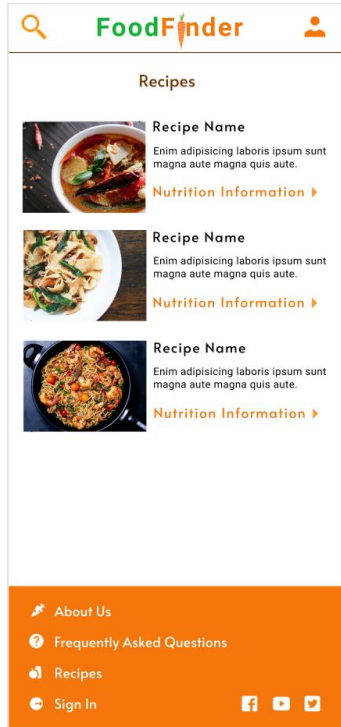 FoodFinder
Recipes
Recipe Name
Enim adipisicing laboris ipsum sunt
magna aute magna quis aute.
Nutrition Information
Recipe Name
Enim adipisicing laboris ipsum sunt
magna aute magna quis aute.
Nutrition Information
Recipe Name
Enim adipisicing laboris ipsum sunt
magna aute magna quis aute.
Nutrition Information
About Us
Frequently Asked Questions
Recipes
Sign In